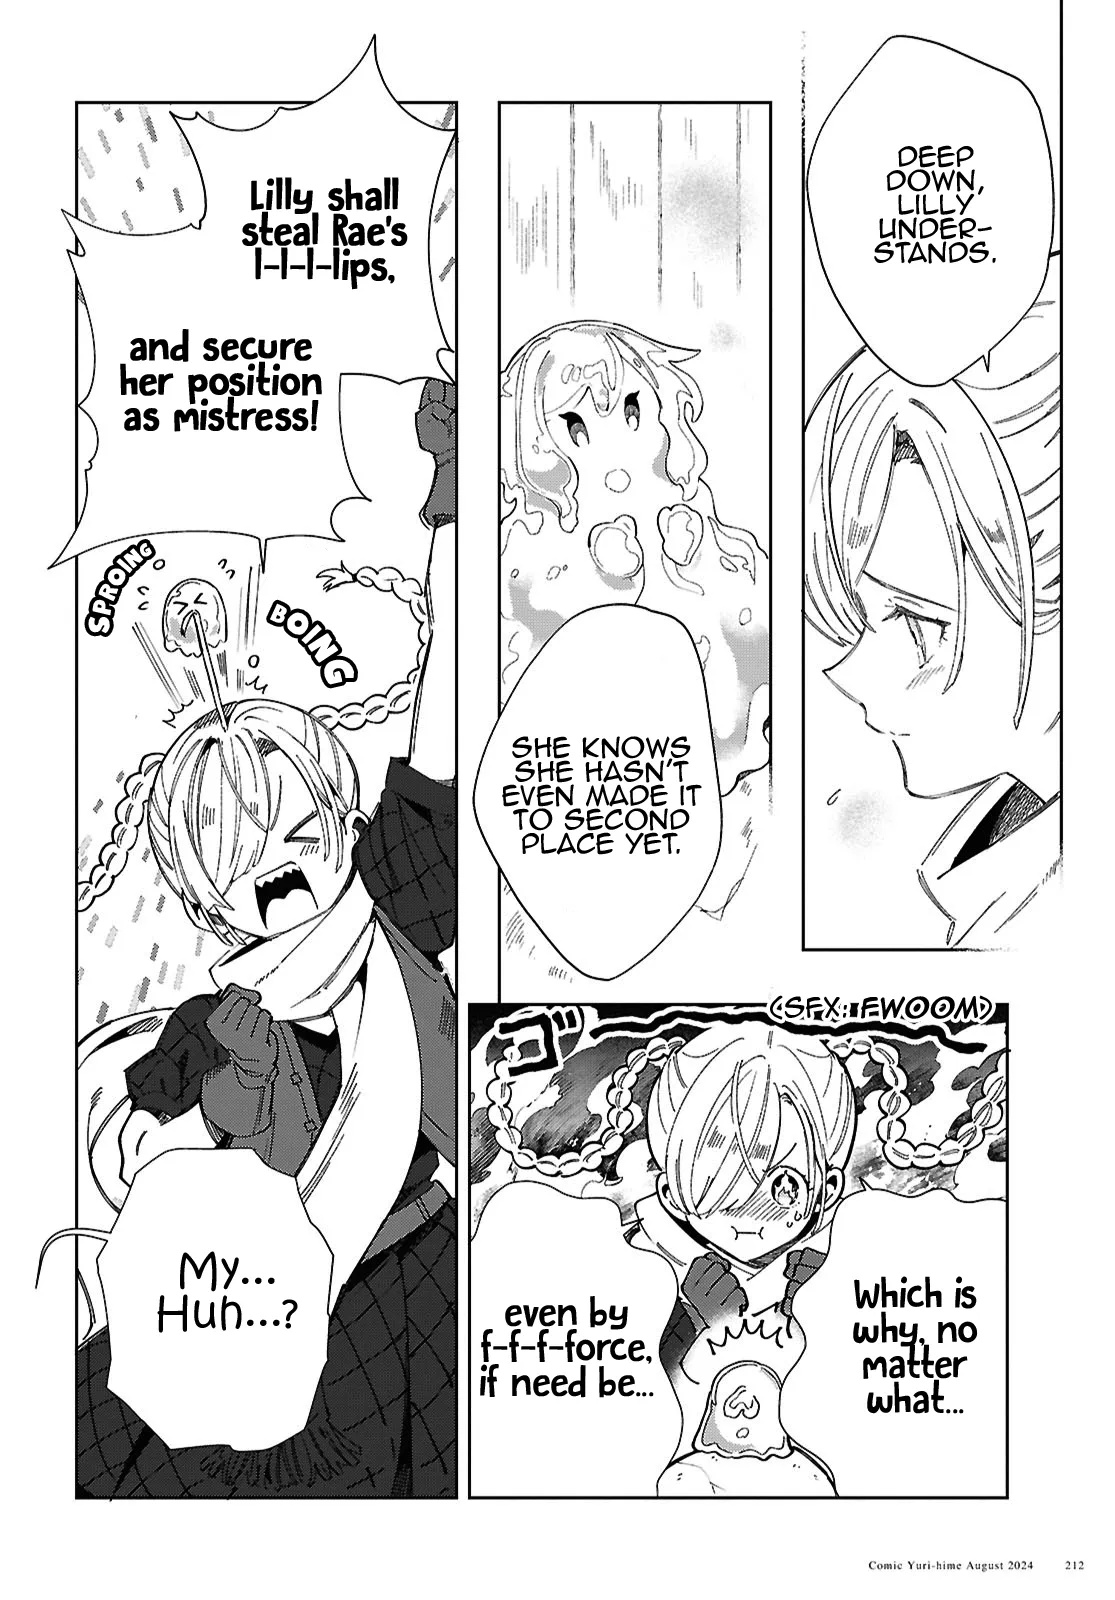 DEEP
DOWN,
LILLY
UNDER-
STANDS.
SHE KNOWS
SHE HASN'T
EVEN MADE IT
TO SECOND
PLACE YET.
(SFX: FWOOM)
ゴ
Which is
why, no
matter
what...
even by
f-f-f-force,
if need be...
Lilly shall
steal Rae's
l-l-l-lips,
and secure
her position
as mistress!
SPROING
BOING
My...
Huh...?
Comic Yuri-hime August 2024 212